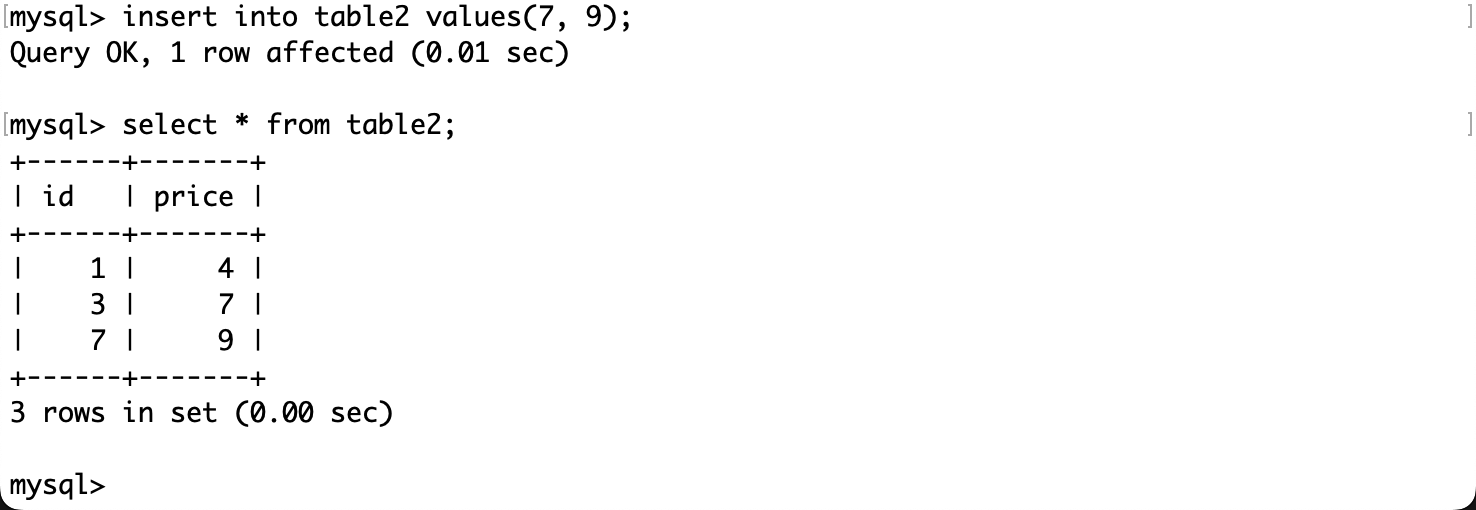 [mysql> insert into table2 values(7, 9); ]
Query OK, 1 row affected (0.01 sec)
[mysql> select * from table2; ]
+------+-------+
| id   | price |
+------+-------+
|    1 |     4 |
|    3 |     7 |
|    7 |     9 |
+------+-------+
3 rows in set (0.00 sec)
mysql>